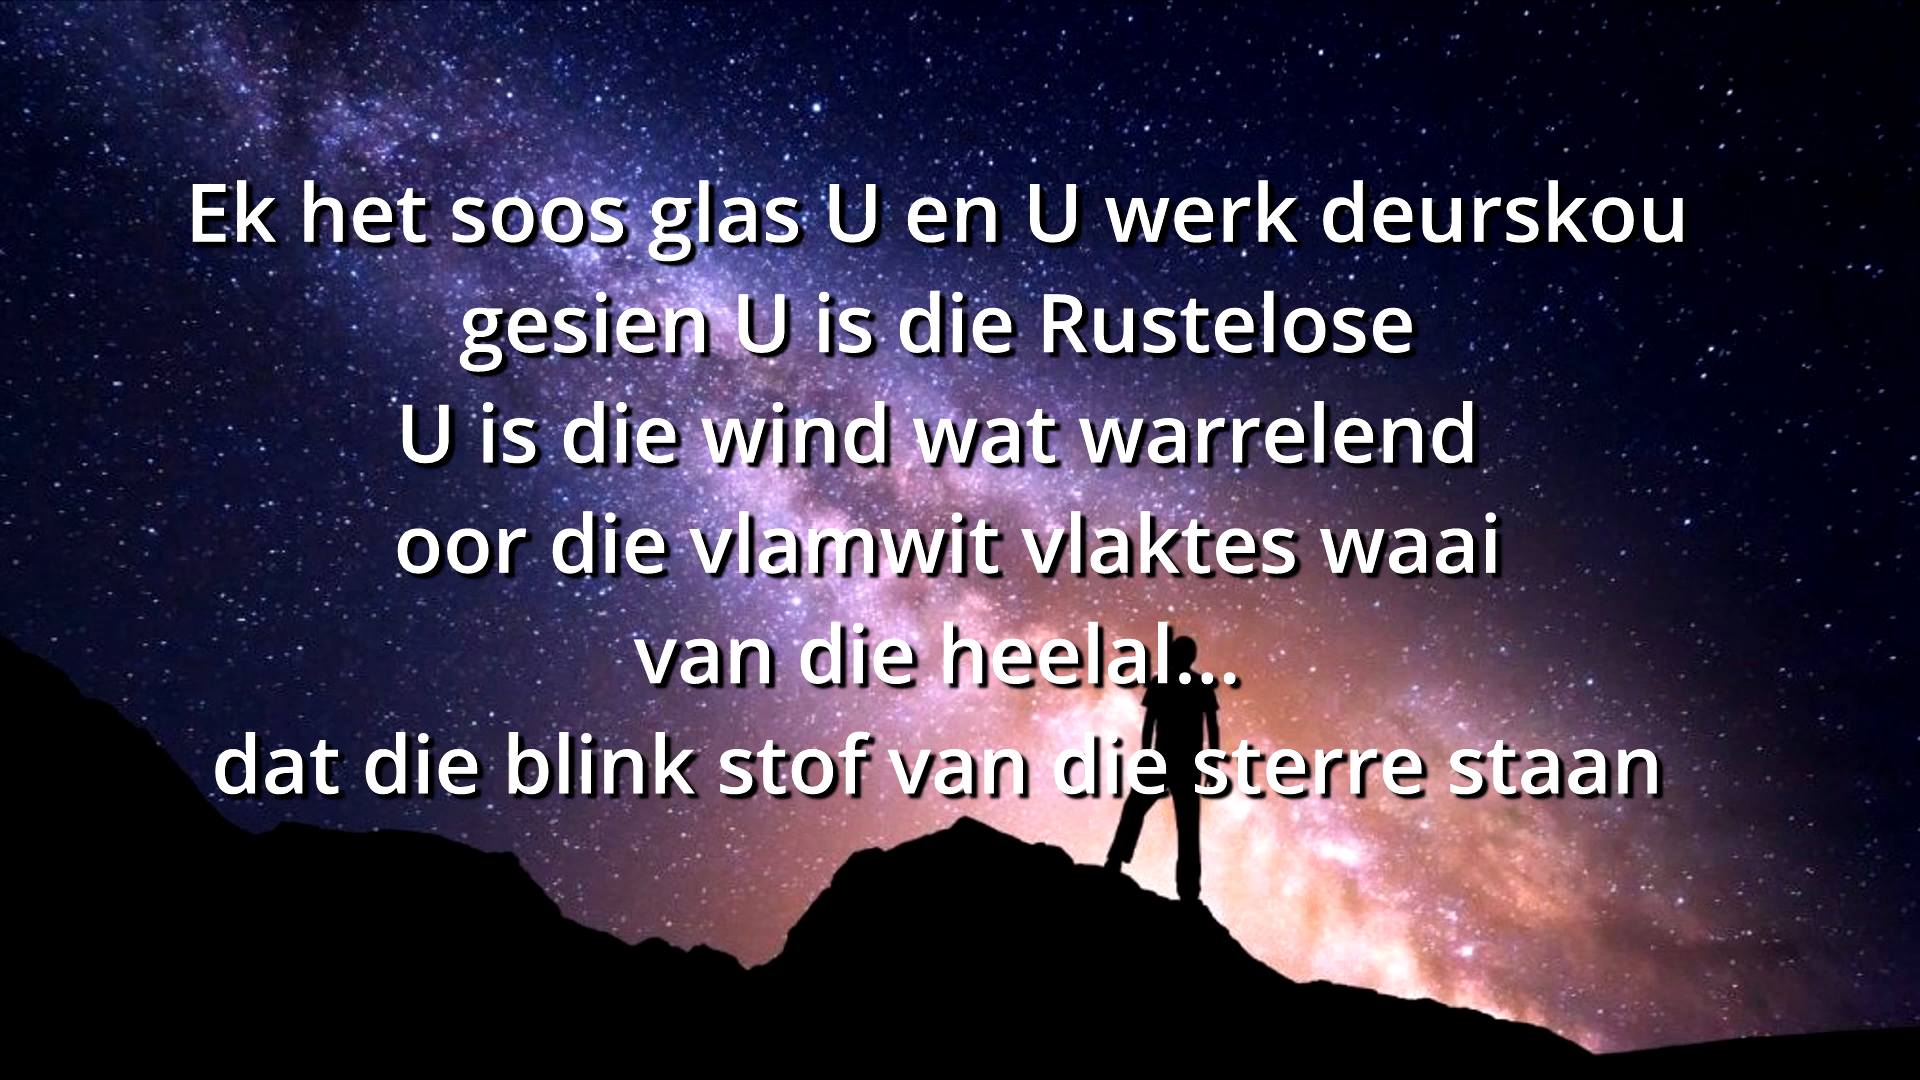 Ek het soos glas U en U werk deurskou
gesien U is die Rustelose
U is die wind wat warrelend
oor die vlamwit vlaktes waai
van die heelal...
dat die blink stof van die sterre staan